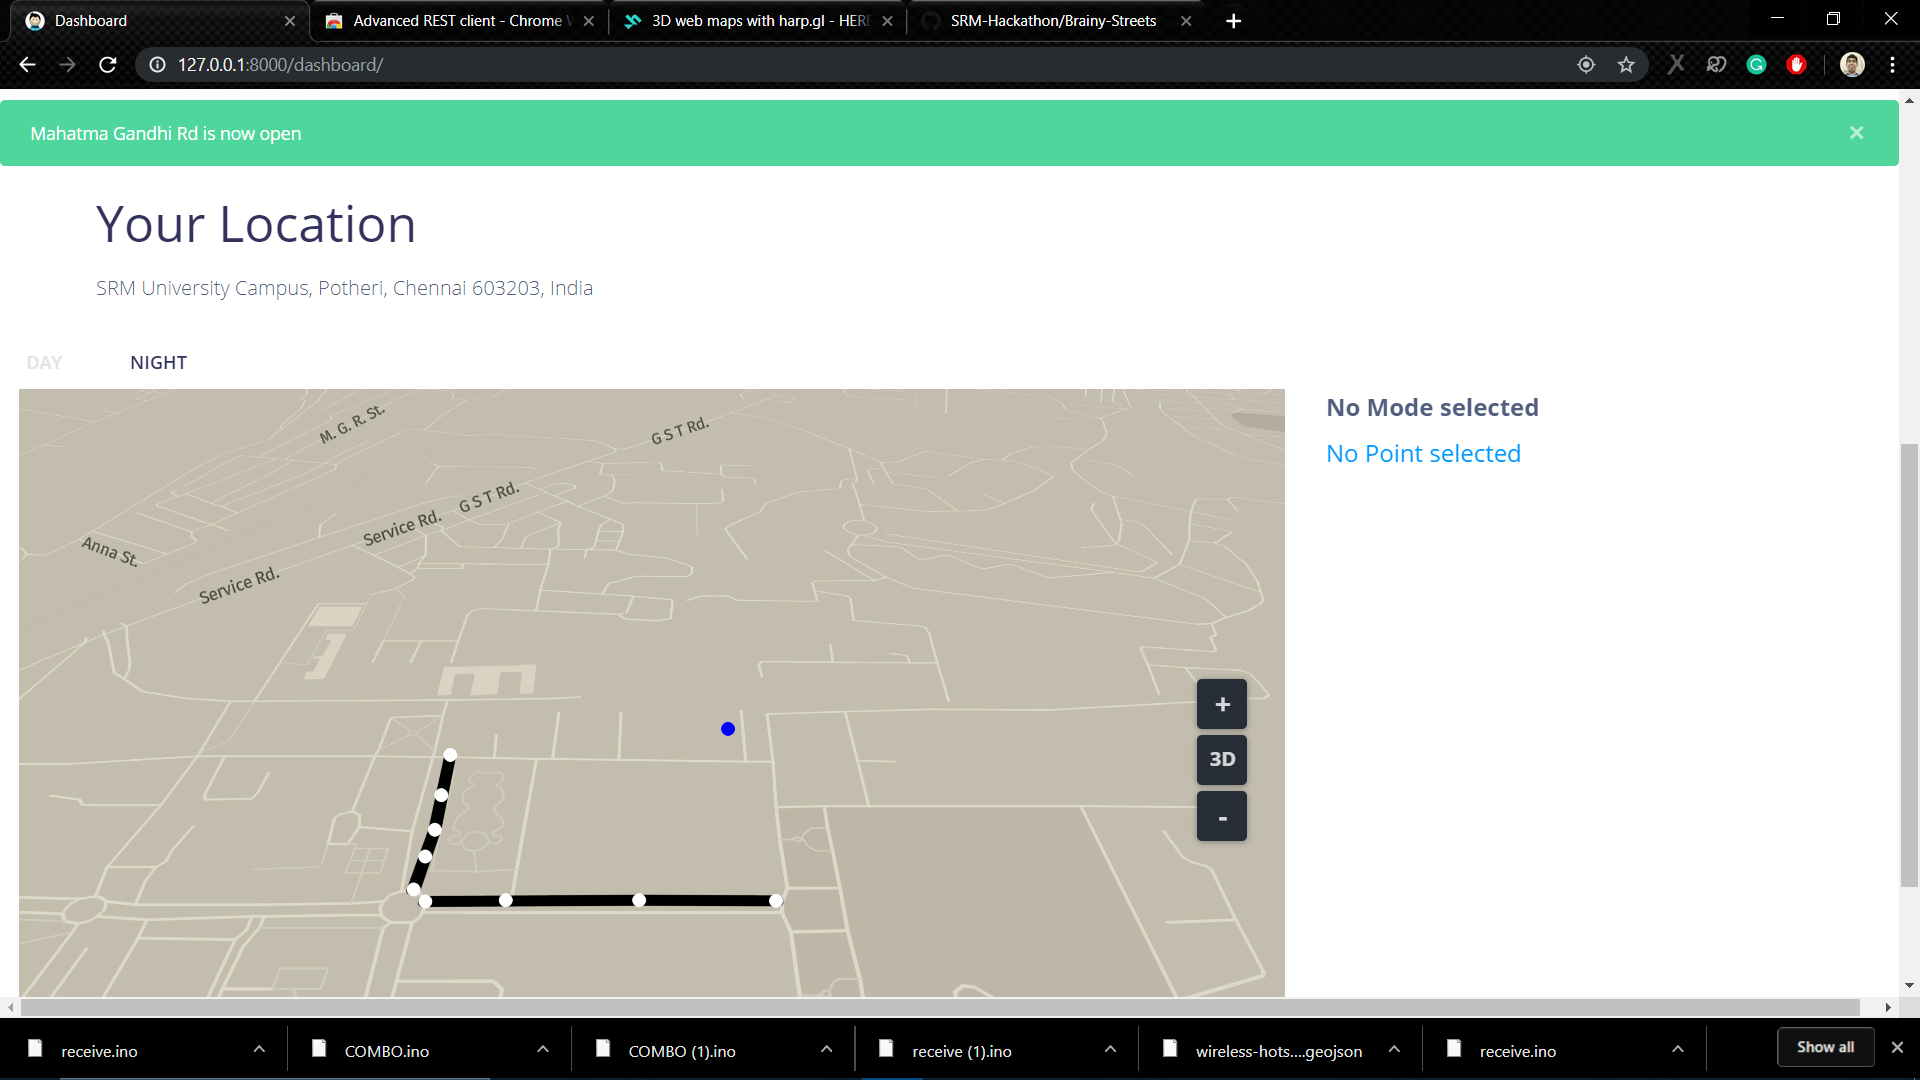 Dashboard
Advanced REST client - Chrome
3D web maps with harp.gl - HERE
SRM-Hackathon/Brainy-Streets
127.0.0.1:8000/dashboard/
Mahatma Gandhi Rd is now open
×
Your Location
SRM University Campus, Potheri, Chennai 603203, India
DAY
NIGHT
No Mode selected
No Point selected
M. G. R. St.
G S T Rd.
G S T Rd.
Service Rd.
Anna St.
Service Rd.
+
3D
-
receive.ino
COMBO.ino
COMBO (1).ino
receive (1).ino
wireless-hots....geojson
receive.ino
Show all